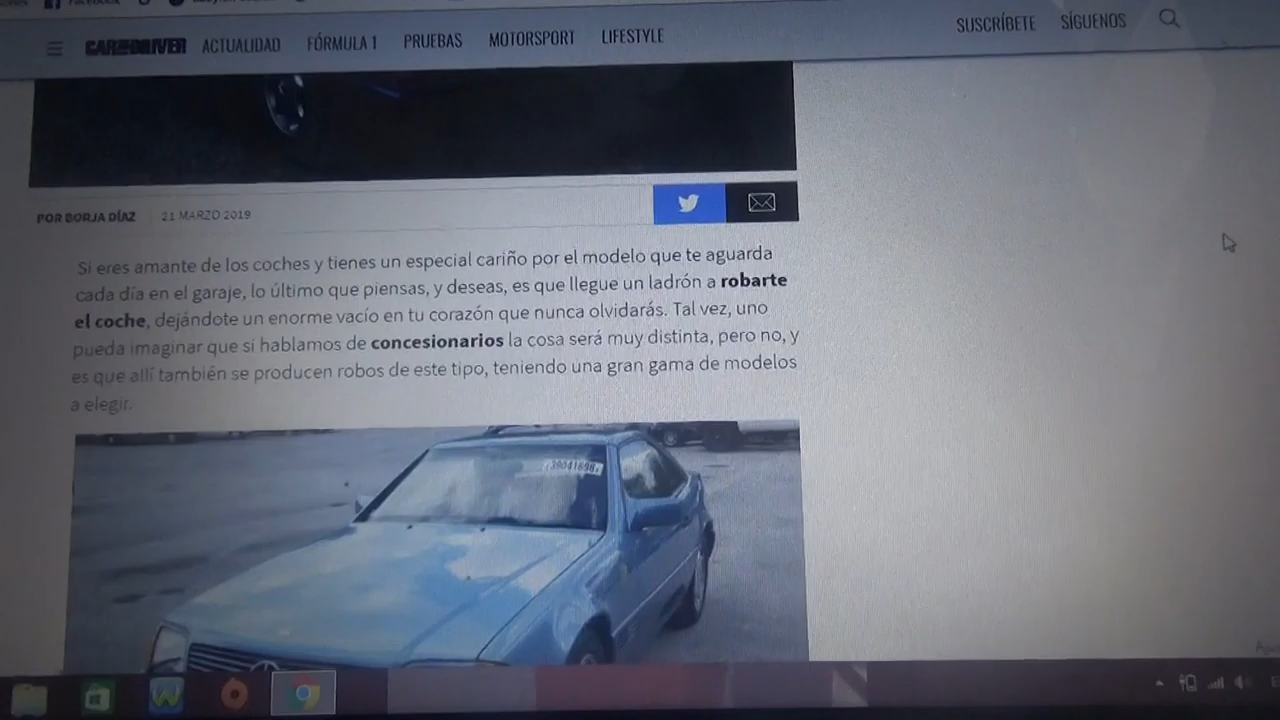 CAR AND DRIVER ACTUALIDAD FÓRMULA 1 PRUEBAS MOTORSPORT LIFESTYLE SUSCRÍBETE SÍGUENOS
POR BORJA DÍAZ 21 MARZO 2019
Si eres amante de los coches y tienes un especial cariño por el modelo que te aguarda
cada día en el garaje, lo último que piensas, y deseas, es que llegue un ladrón a robarte
el coche, dejándote un enorme vacío en tu corazón que nunca olvidarás. Tal vez, uno
pueda imaginar que si hablamos de concesionarios la cosa será muy distinta, pero no, y
es que allí también se producen robos de este tipo, teniendo una gran gama de modelos
a elegir.